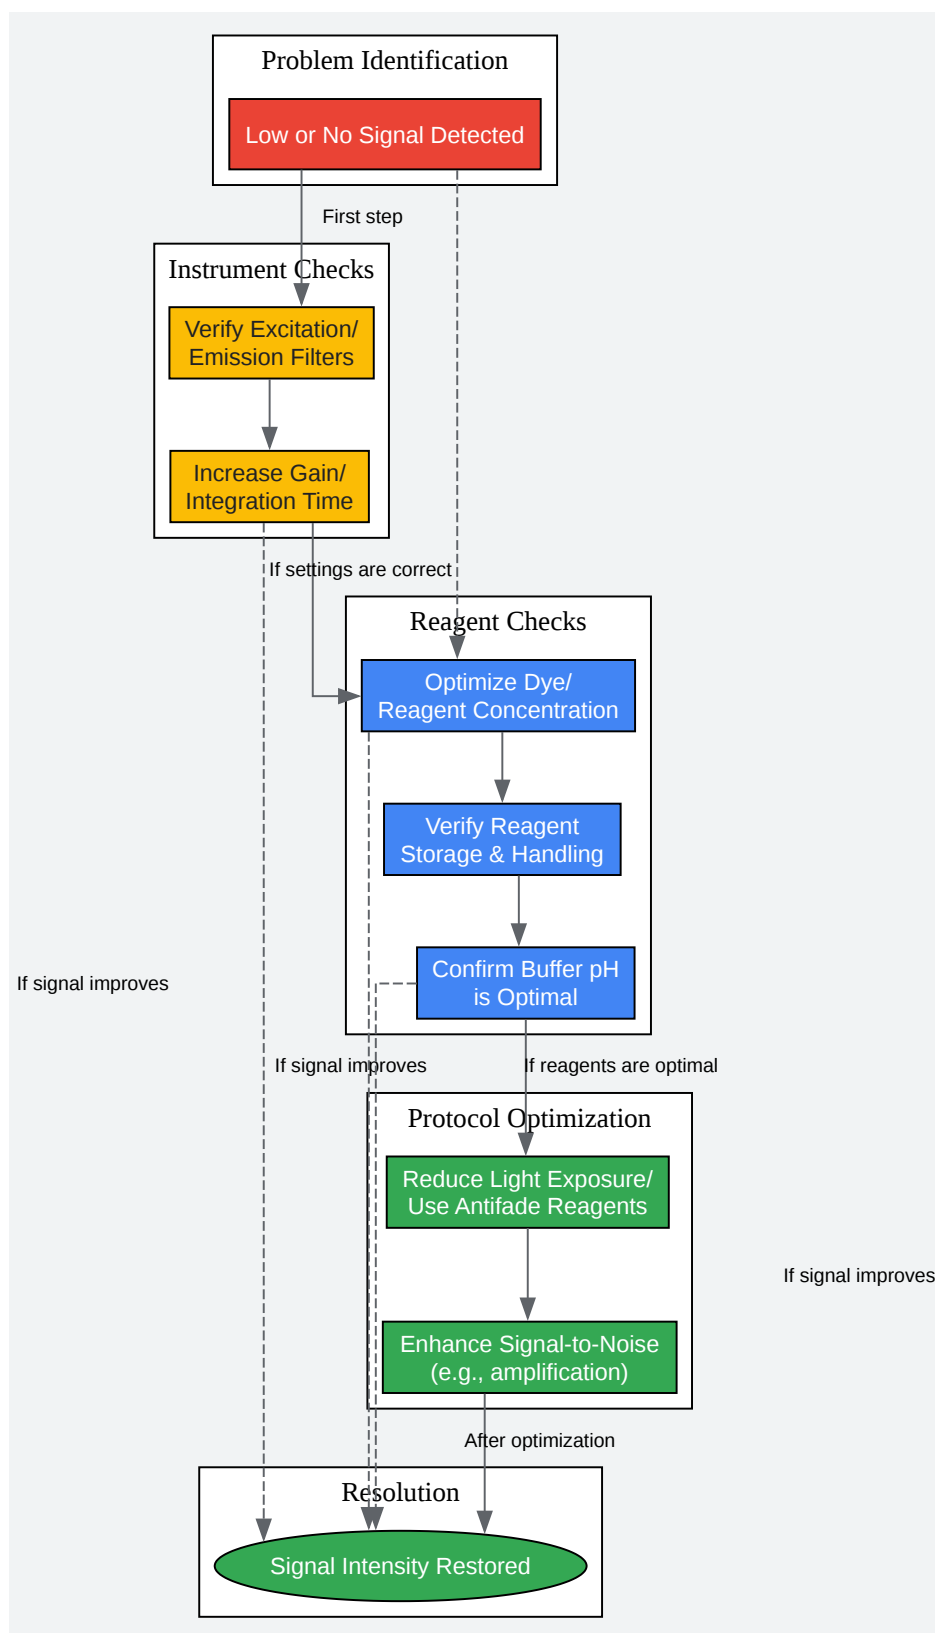 Problem Identification
Low or No Signal Detected
First step
Instrument Checks
Verify Excitation/
Emission Filters
Increase Gain/
Integration Time
If settings are correct
Reagent Checks
Optimize Dye/
Reagent Concentration
Verify Reagent
Storage & Handling
Confirm Buffer pH
is Optimal
If signal improves
If signal improves
If reagents are optimal
Protocol Optimization
Reduce Light Exposure/
Use Antifade Reagents
If signal improves
Enhance Signal-to-Noise
(e.g., amplification)
After optimization
Resolution
Signal Intensity Restored